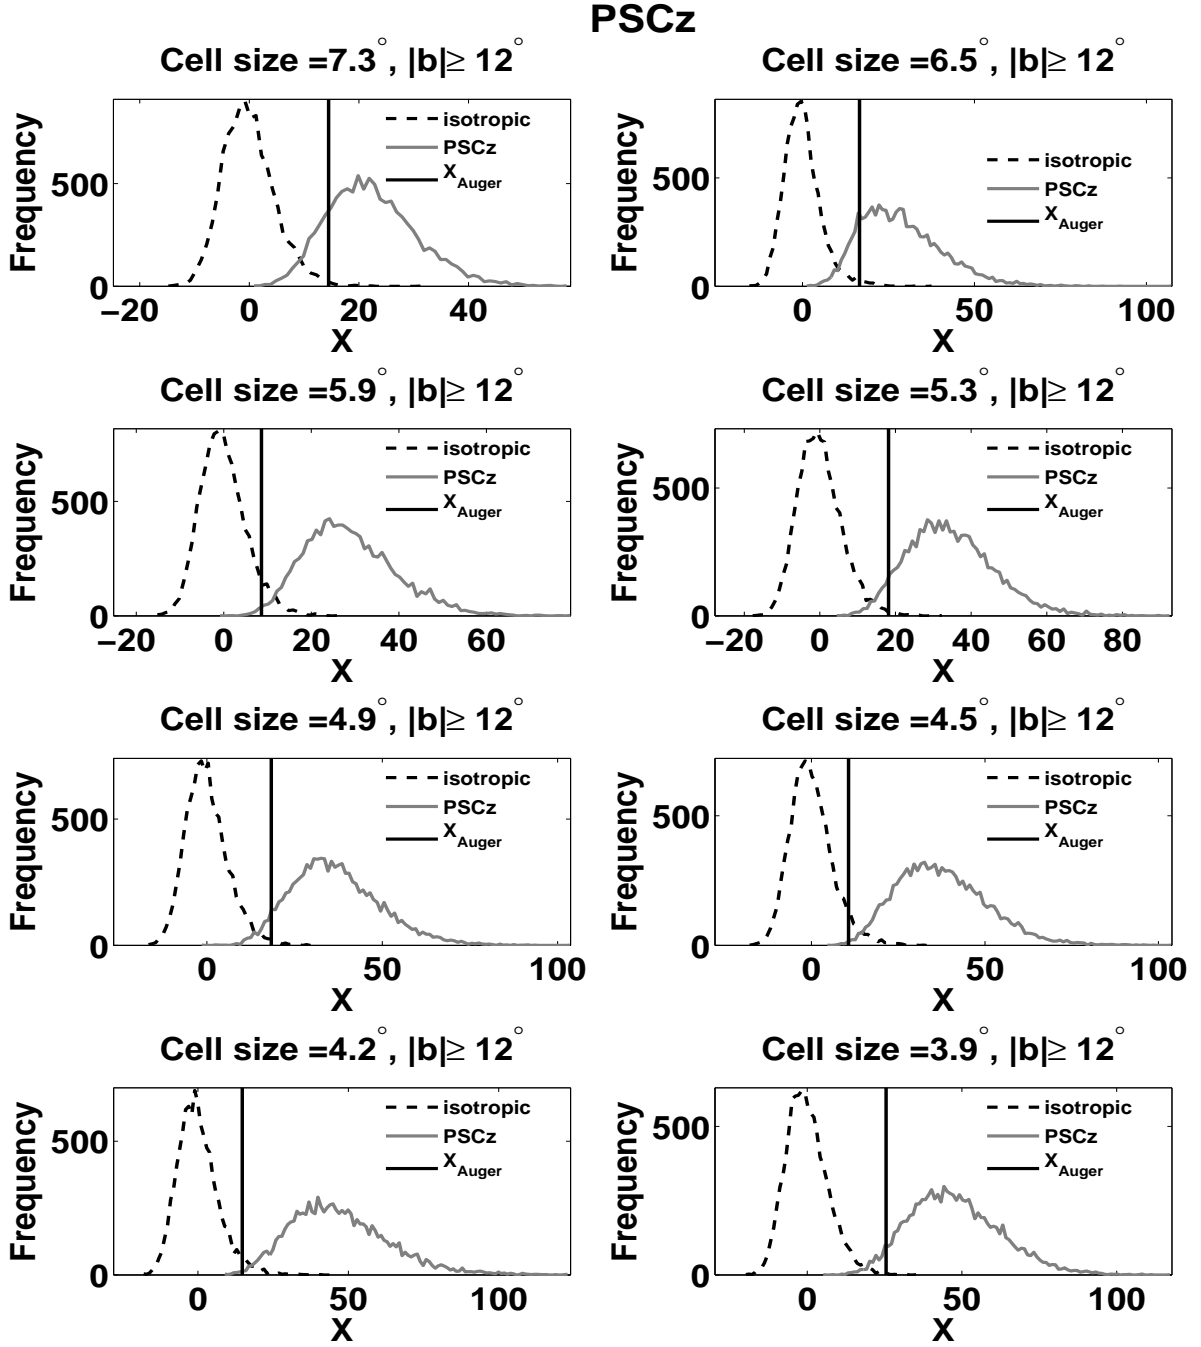 PSCz
Cell size =7.3°, |b|≥ 12°
Frequency
500
0
−20 0 20 40
X
isotropic
PSCz
X_Auger
Cell size =6.5°, |b|≥ 12°
Frequency
500
0
0 50 100
X
isotropic
PSCz
X_Auger
Cell size =5.9°, |b|≥ 12°
Frequency
500
0
−20 0 20 40 60
X
isotropic
PSCz
X_Auger
Cell size =5.3°, |b|≥ 12°
Frequency
500
0
−20 0 20 40 60 80
X
isotropic
PSCz
X_Auger
Cell size =4.9°, |b|≥ 12°
Frequency
500
0
0 50 100
X
isotropic
PSCz
X_Auger
Cell size =4.5°, |b|≥ 12°
Frequency
500
0
0 50 100
X
isotropic
PSCz
X_Auger
Cell size =4.2°, |b|≥ 12°
Frequency
500
0
0 50 100
X
isotropic
PSCz
X_Auger
Cell size =3.9°, |b|≥ 12°
Frequency
500
0
0 50 100
X
isotropic
PSCz
X_Auger